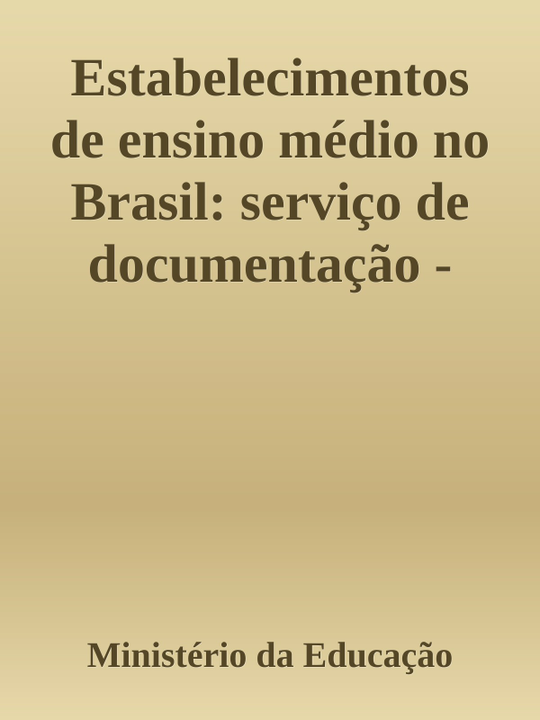 Estabelecimentos
de ensino médio no
Brasil: serviço de
documentação -
Ministério da Educação